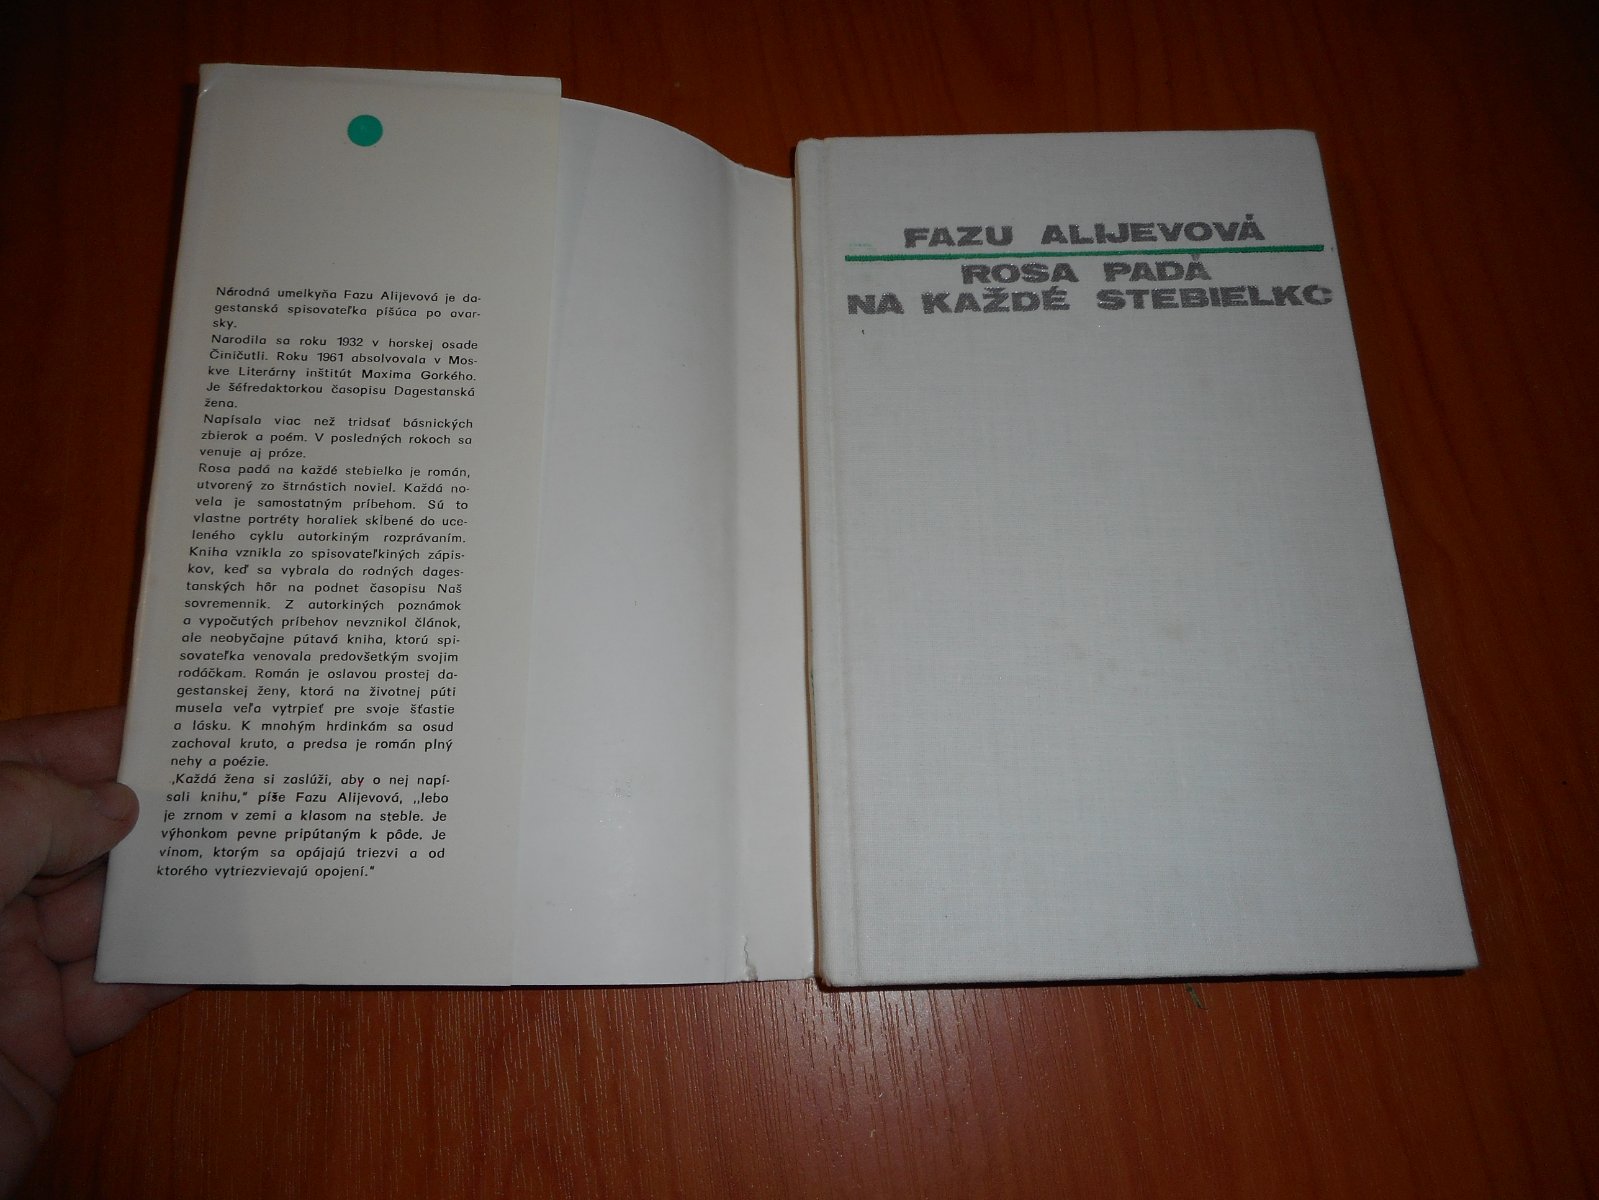 Národná umelkyňa Fazu Alijevová je da-
gestanská spisovateľka píšúca po avar-
sky.
Narodila sa roku 1932 v horskej osade
Činičutli. Roku 1961 absolvovala v Mos-
kve Literárny inštitút Maxima Gorkého.
Je šéfredaktorkou časopisu Dagestanská
žena.
Napísala viac než tridsať básnických
zbierok a poém. V posledných rokoch sa
venuje aj próze.
Rosa padá na každé stebielko je román,
utvorený zo štrnástich noviel. Každá no-
vela je samostatným príbehom. Sú to
vlastne portréty horaliek skĺbené do uce-
leného cyklu autorkiným rozprávaním.
Kniha vznikla zo spisovateľkiných zápis-
kov, keď sa vybrala do rodných dages-
tanských hôr na podnet časopisu Naš
sovremennik. Z autorkiných poznámok
a vypočutých príbehov nevznikol článok,
ale neobyčajne pútavá kniha, ktorú spi-
sovateľka venovala predovšetkým svojim
rodáčkam. Román je oslavou prostej da-
gestanskej ženy, ktorá na životnej púti
musela veľa vytrpieť pre svoje šťastie
a lásku. K mnohým hrdinkám sa osud
zachoval kruto, a predsa je román plný
nehy a poézie.
„Každá žena si zaslúži, aby o nej napí-
sali knihu,“ píše Fazu Alijevová, „lebo
je zrnom v zemi a klasom na steble. Je
výhonkom pevne pripútaným k pôde. Je
vínom, ktorým sa opájajú triezvi a od
ktorého vytriezvievajú opojení.“
FAZU ALIJEVOVÁ
ROSA PADÁ
NA KAŽDÉ STEBIELKO